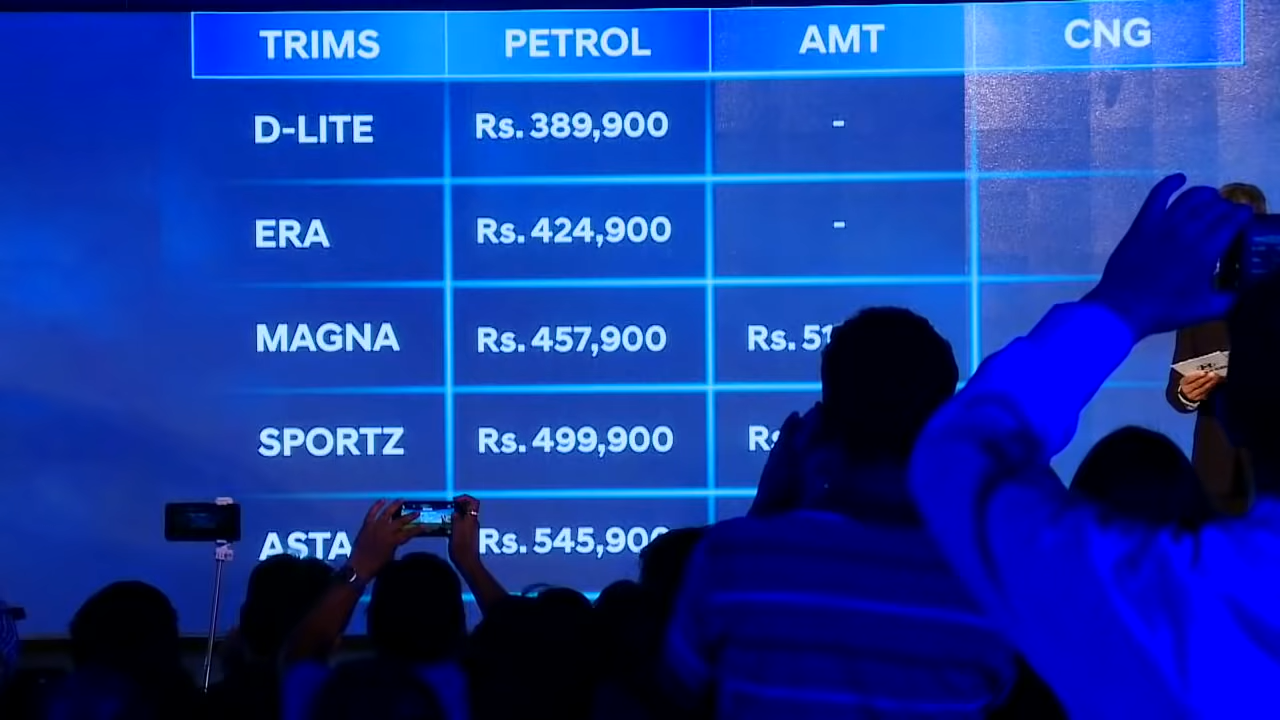 TRIMS PETROL AMT CNG
D-LITE Rs. 389,900 -
ERA Rs. 424,900 -
MAGNA Rs. 457,900 Rs.
SPORTZ Rs. 499,900
ASTA Rs. 545,900